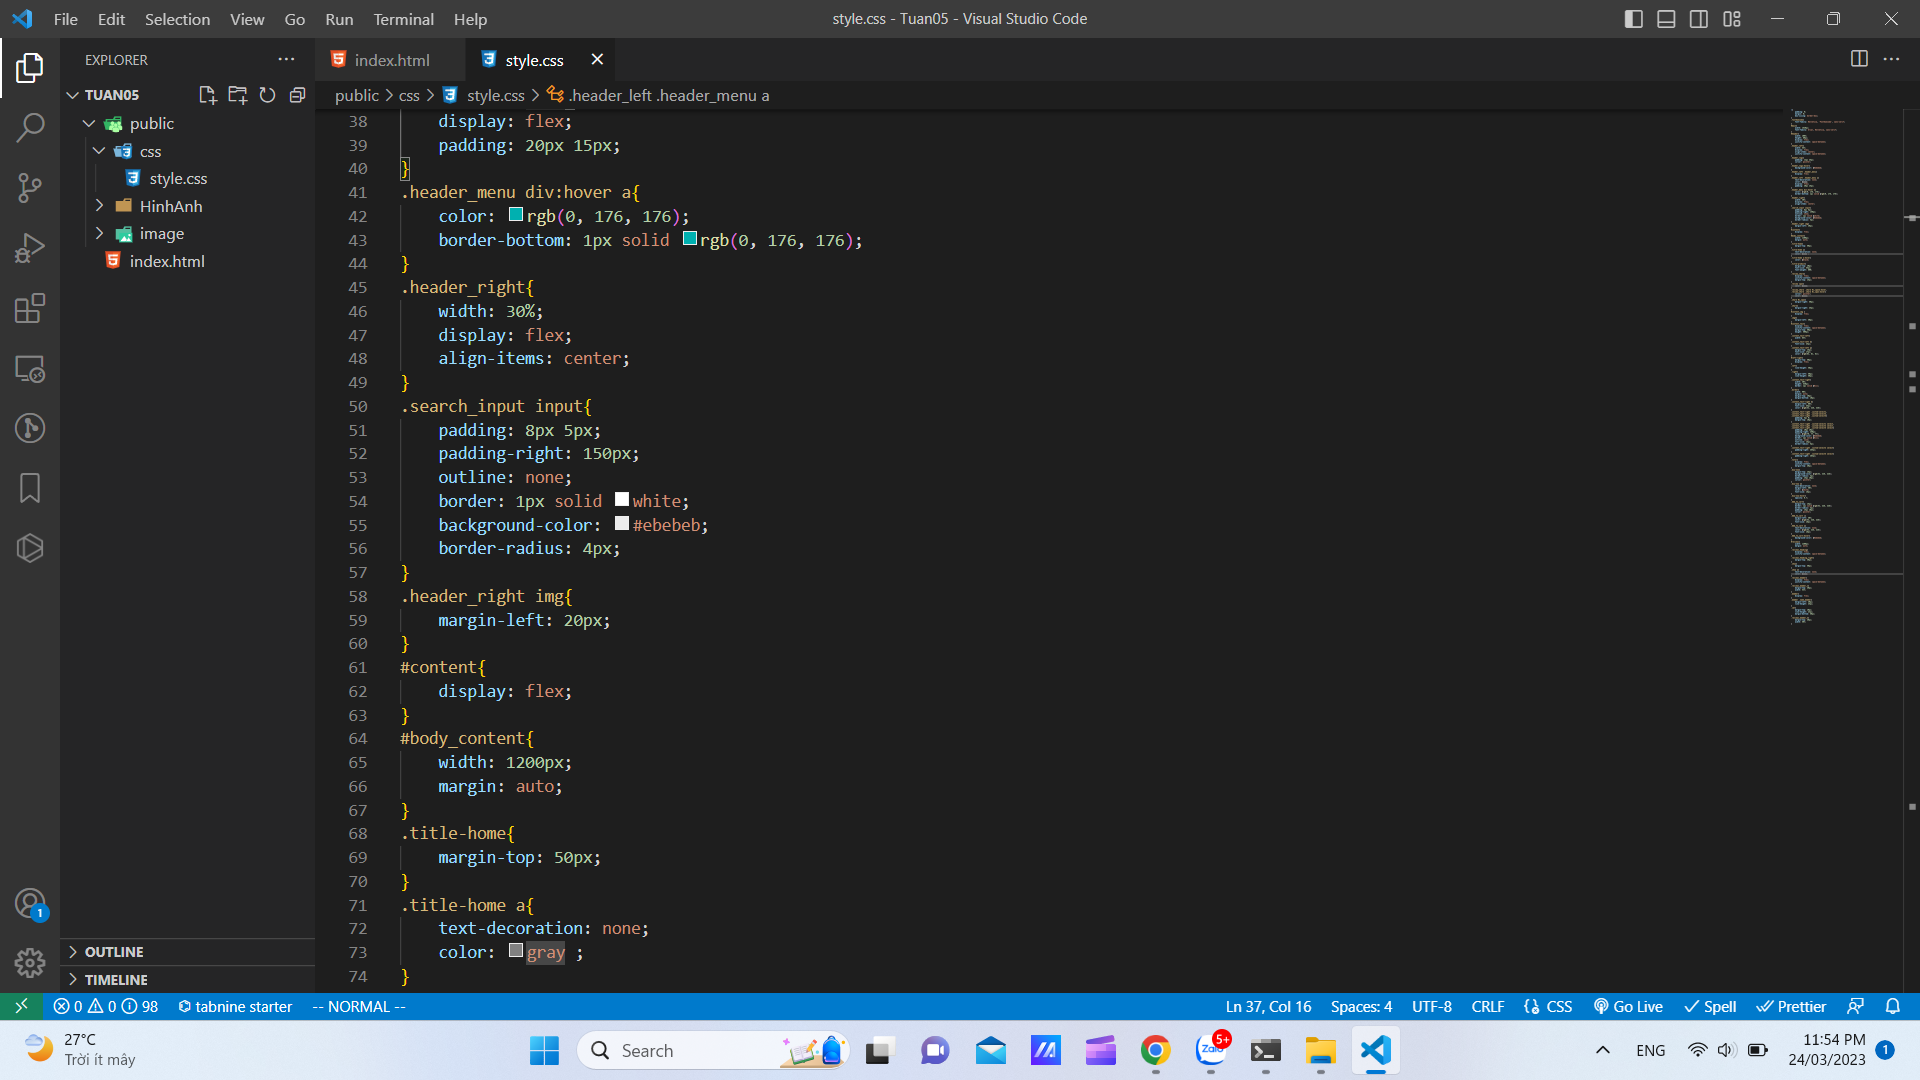 File Edit Selection View Go Run Terminal Help
style.css - Tuan05 - Visual Studio Code
EXPLORER
TUAN05
public
css
style.css
HinhAnh
image
index.html
OUTLINE
TIMELINE
index.html
style.css
public > css > style.css > .header_left .header_menu a
38 display: flex;
39 padding: 20px 15px;
40 }
41 .header_menu div:hover a{
42 color: rgb(0, 176, 176);
43 border-bottom: 1px solid rgb(0, 176, 176);
44 }
45 .header_right{
46 width: 30%;
47 display: flex;
48 align-items: center;
49 }
50 .search_input input{
51 padding: 8px 5px;
52 padding-right: 150px;
53 outline: none;
54 border: 1px solid white;
55 background-color: #ebebeb;
56 border-radius: 4px;
57 }
58 .header_right img{
59 margin-left: 20px;
60 }
61 #content{
62 display: flex;
63 }
64 #body_content{
65 width: 1200px;
66 margin: auto;
67 }
68 .title-home{
69 margin-top: 50px;
70 }
71 .title-home a{
72 text-decoration: none;
73 color: gray ;
74 }
1
0 0 98 tabnine starter -- NORMAL --
Ln 37, Col 16 Spaces: 4 UTF-8 CRLF CSS Go Live Spell Prettier
27°C
Trời ít mây
Search
Zalo
5+
ENG
11:54 PM
24/03/2023
1